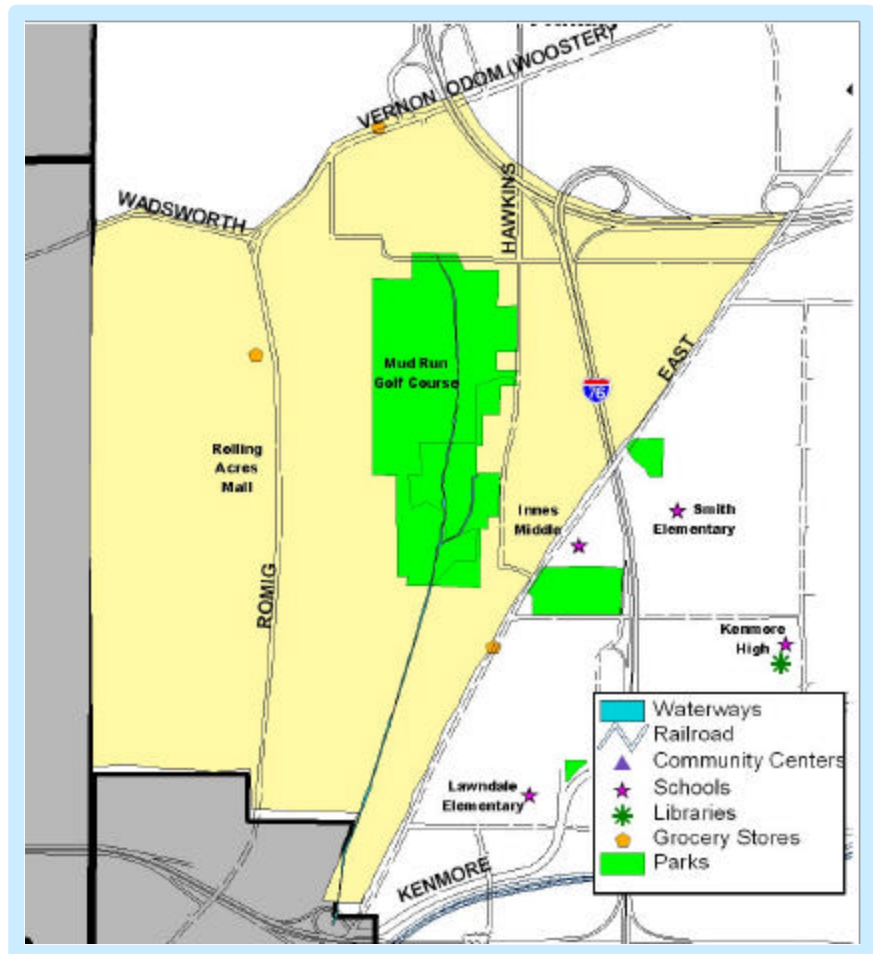 VERNON ODOM (WOOSTER)
WADSWORTH
HAWKINS
EAST
Mud Run
Golf Course
76
Rolling
Acres
Mall
Innes
Middle
Smith
Elementary
ROMIG
Kenmore
High
Lawndale
Elementary
KENMORE
Waterways
Railroad
Community Centers
Schools
Libraries
Grocery Stores
Parks